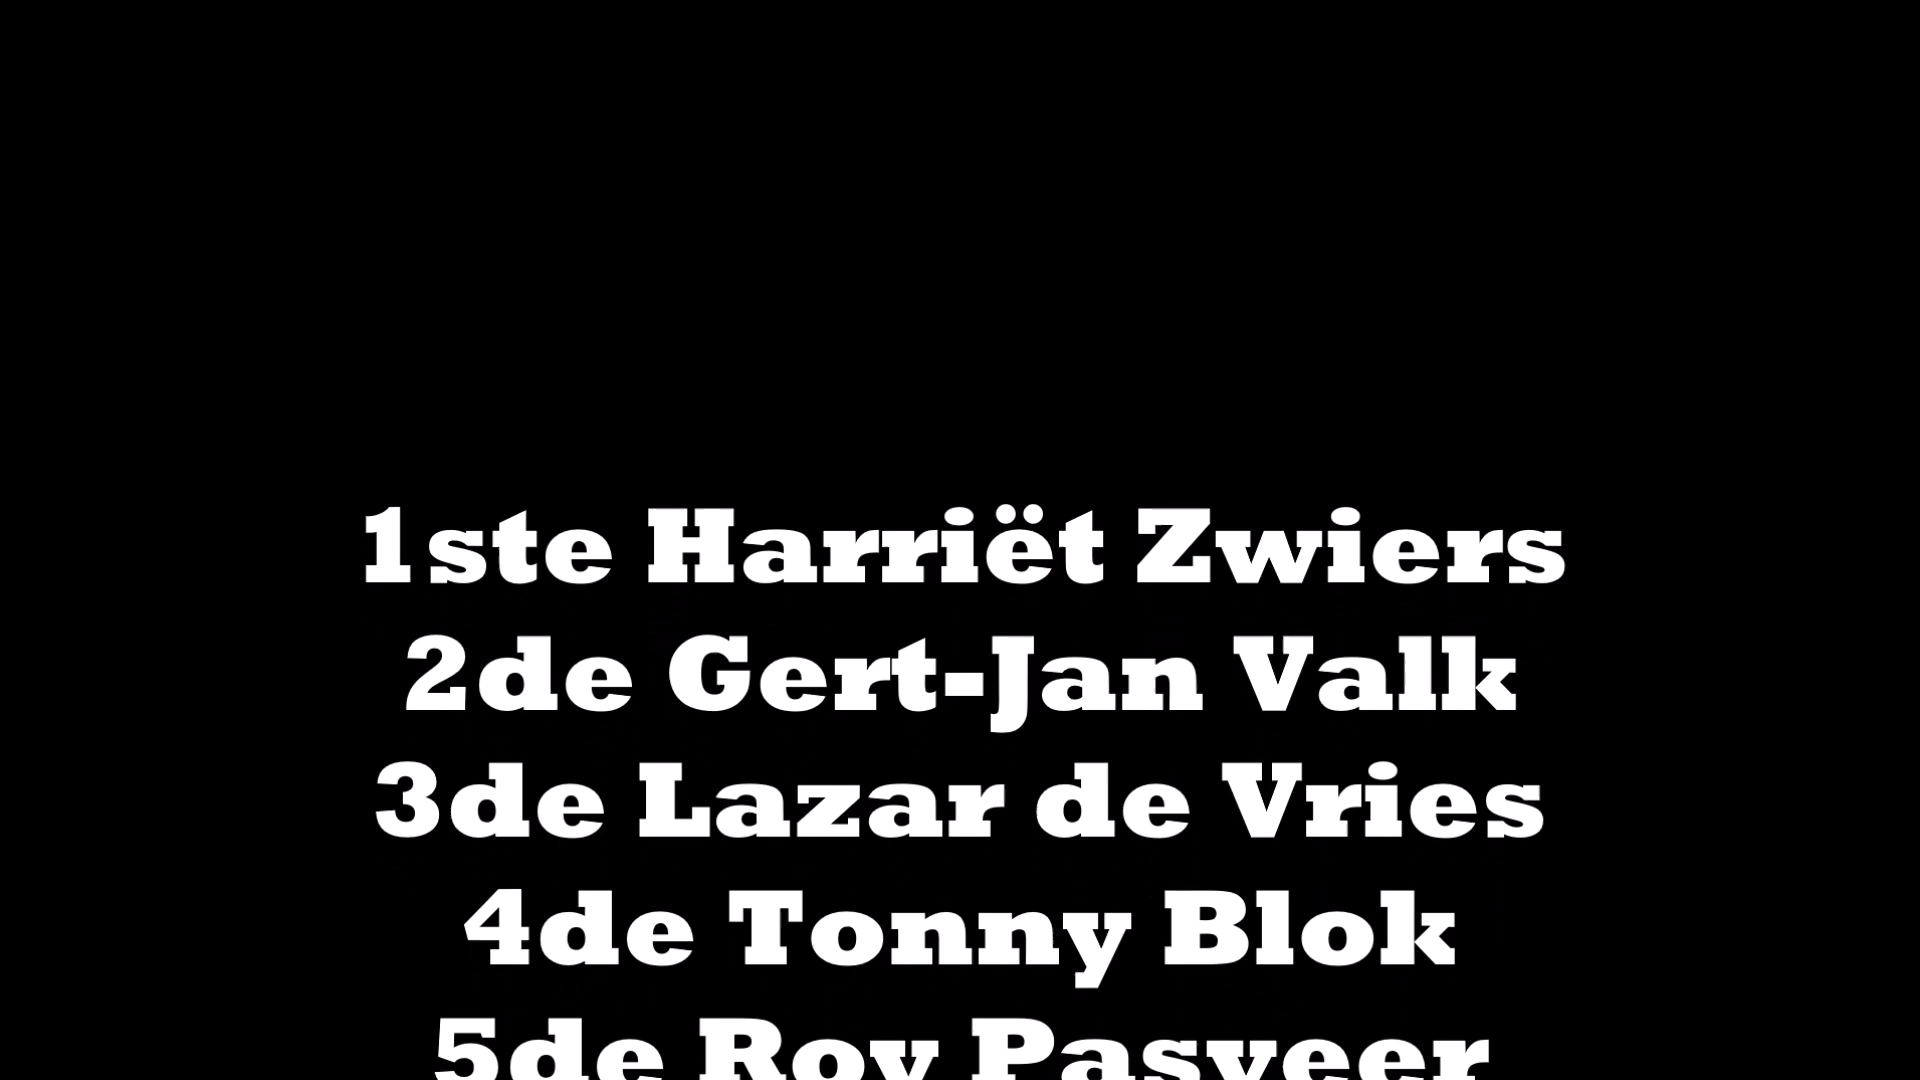 1ste Harriët Zwiers
2de Gert-Jan Valk
3de Lazar de Vries
4de Tonny Blok
5de Roy Pasveer